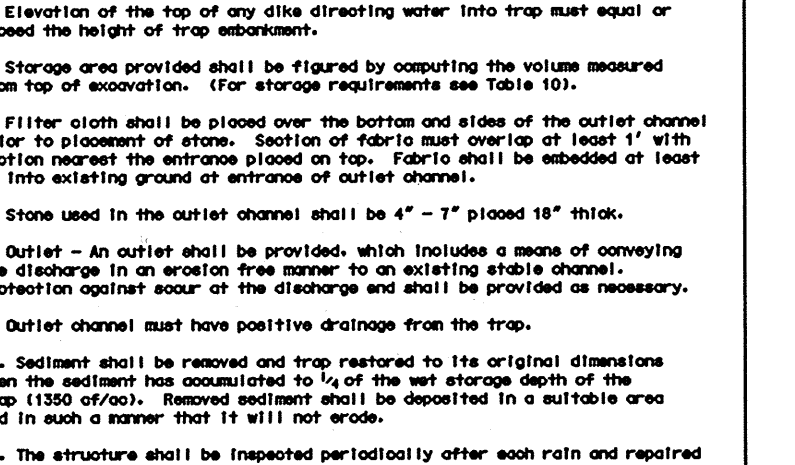 Elevation of the top of any dike directing water into trap must equal or
ceed the height of trap embankment.
Storage area provided shall be figured by computing the volume measured
om top of excavation. (For storage requirements see Table 10).
Filter cloth shall be placed over the bottom and sides of the outlet channel
ior to placement of stone. Section of fabric must overlap at least 1' with
ction nearest the entrance placed on top. Fabric shall be embedded at least
into existing ground at entrance of outlet channel.
Stone used in the outlet channel shall be 4" - 7" placed 18" thick.
Outlet - An outlet shall be provided, which includes a means of conveying
e discharge in an erosion free manner to an existing stable channel.
otection against scour at the discharge end shall be provided as necessary.
Outlet channel must have positive drainage from the trap.
. Sediment shall be removed and trap restored to its original dimensions
en the sediment has accumulated to 1/4 of the wet storage depth of the
ap (1350 cf/ac). Removed sediment shall be deposited in a suitable area
d in such a manner that it will not erode.
. The structure shall be inspected periodically after each rain and repaired